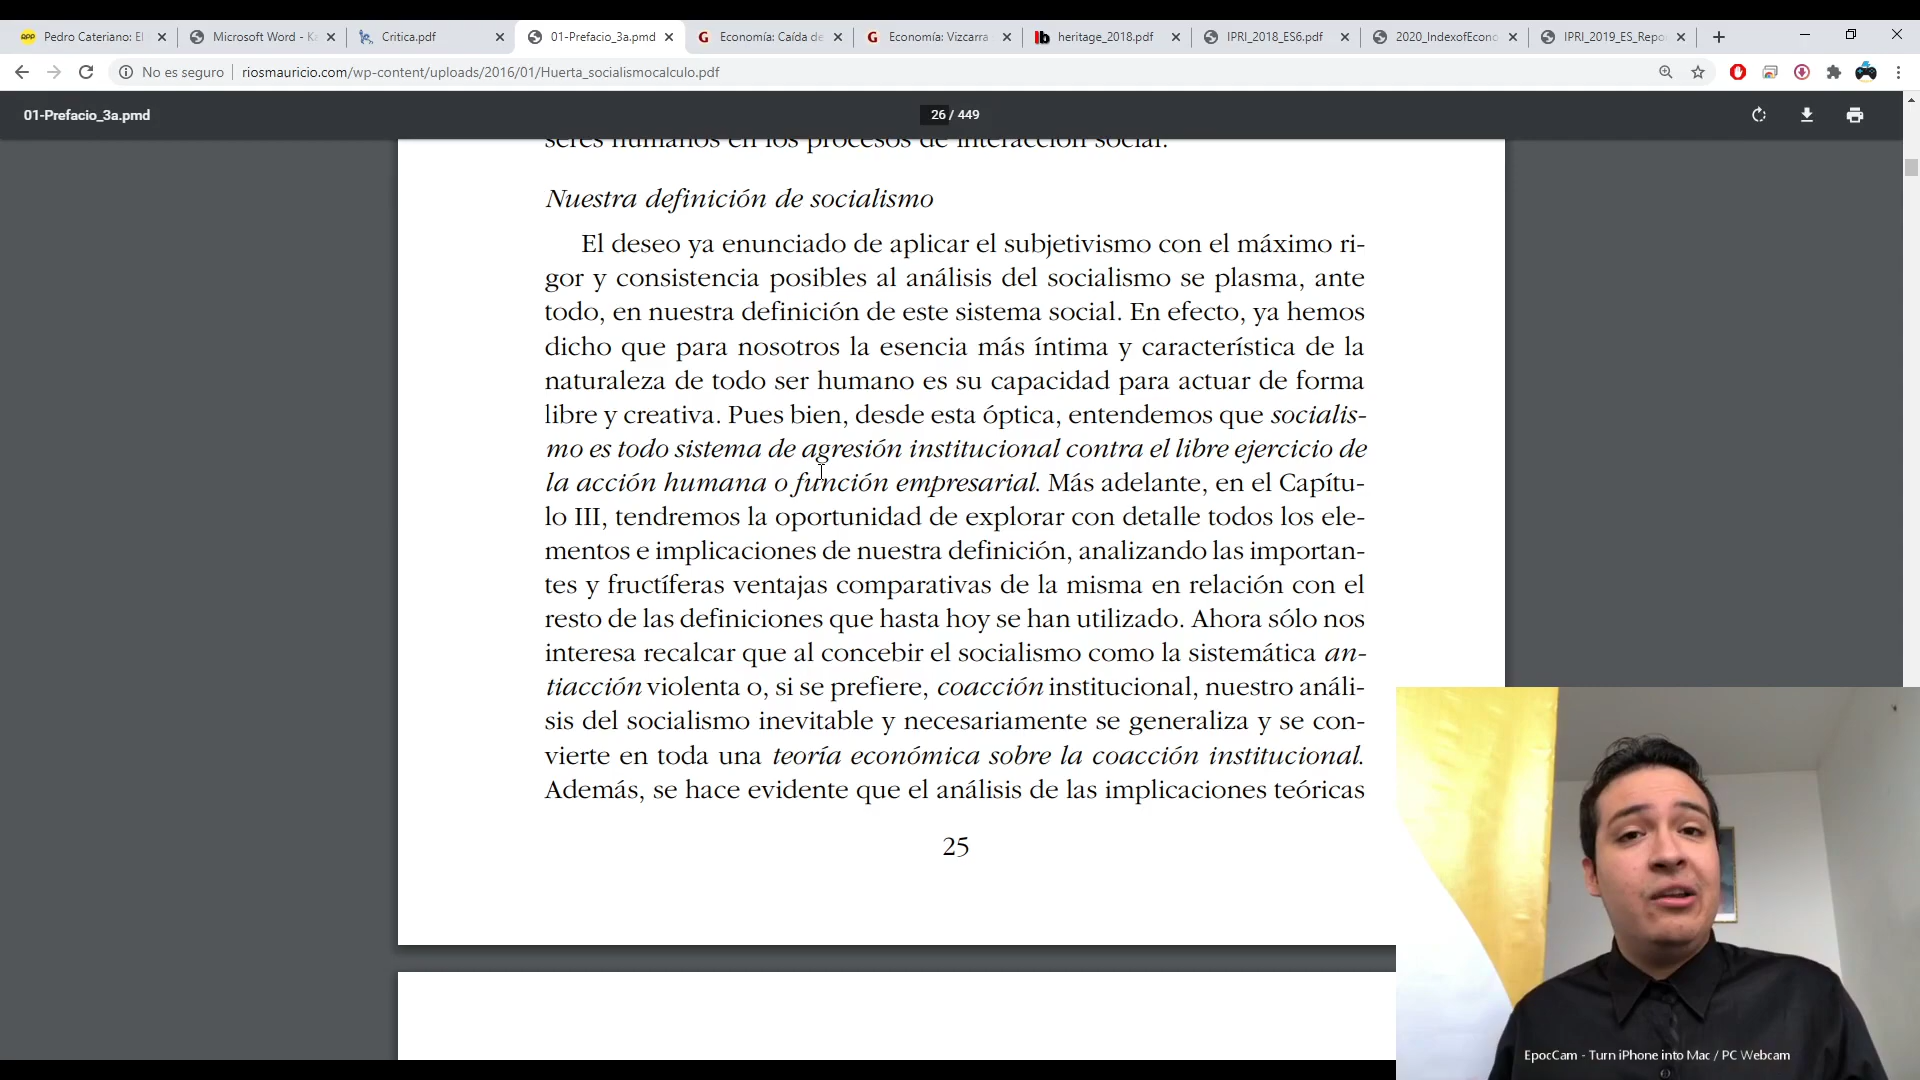 Pedro Cateriano: El
Microsoft Word - K
Critica.pdf
01-Prefacio_3a.pmd
Economía: Caída de
Economía: Vizcarra
heritage_2018.pdf
IPRI_2018_ES6.pdf
2020_IndexofEcono
IPRI_2019_ES_Repo
No es seguro
riosmauricio.com/wp-content/uploads/2016/01/Huerta_socialismocalculo.pdf
01-Prefacio_3a.pmd
26 / 449
seres humanos en los procesos de interacción social.
Nuestra definición de socialismo
El deseo ya enunciado de aplicar el subjetivismo con el máximo ri-
gor y consistencia posibles al análisis del socialismo se plasma, ante
todo, en nuestra definición de este sistema social. En efecto, ya hemos
dicho que para nosotros la esencia más íntima y característica de la
naturaleza de todo ser humano es su capacidad para actuar de forma
libre y creativa. Pues bien, desde esta óptica, entendemos que socialis-
mo es todo sistema de agresión institucional contra el libre ejercicio de
la acción humana o función empresarial. Más adelante, en el Capítu-
lo III, tendremos la oportunidad de explorar con detalle todos los ele-
mentos e implicaciones de nuestra definición, analizando las importan-
tes y fructíferas ventajas comparativas de la misma en relación con el
resto de las definiciones que hasta hoy se han utilizado. Ahora sólo nos
interesa recalcar que al concebir el socialismo como la sistemática an-
tiacción violenta o, si se prefiere, coacción institucional, nuestro análi-
sis del socialismo inevitable y necesariamente se generaliza y se con-
vierte en toda una teoría económica sobre la coacción institucional.
Además, se hace evidente que el análisis de las implicaciones teóricas
25
EpocCam - Turn iPhone into Mac / PC Webcam